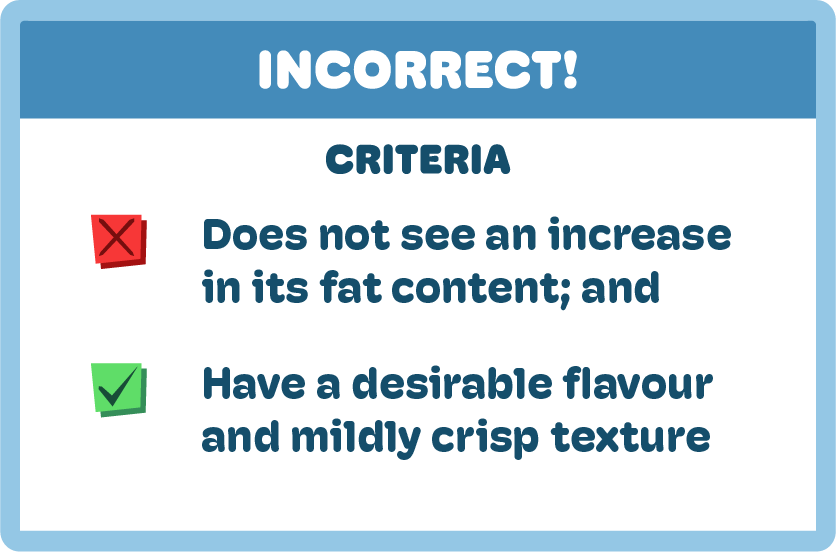 INCORRECT!
CRITERIA
Does not see an increase
in its fat content; and
Have a desirable flavour
and mildly crisp texture